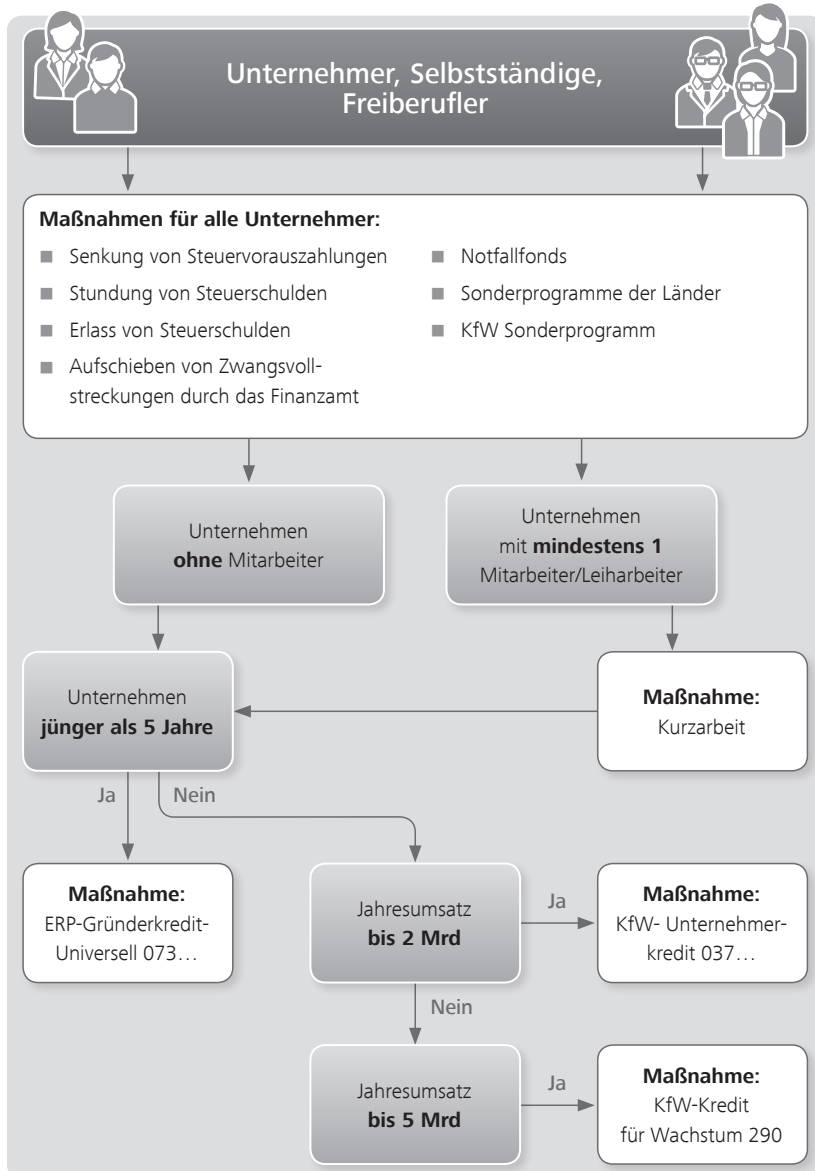 Unternehmer, Selbstständige,
Freiberufler
Maßnahmen für alle Unternehmer:
■ Senkung von Steuervorauszahlungen
■ Stundung von Steuerschulden
■ Erlass von Steuerschulden
■ Aufschieben von Zwangsvoll-
streckungen durch das Finanzamt
■ Notfallfonds
■ Sonderprogramme der Länder
■ KfW Sonderprogramm
Unternehmen
ohne Mitarbeiter
Unternehmen
mit mindestens 1
Mitarbeiter/Leiharbeiter
Unternehmen
jünger als 5 Jahre
Maßnahme:
Kurzarbeit
Ja
Nein
Maßnahme:
ERP-Gründerkredit-
Universell 073…
Jahresumsatz
bis 2 Mrd
Ja
Maßnahme:
KfW- Unternehmer-
kredit 037…
Nein
Jahresumsatz
bis 5 Mrd
Ja
Maßnahme:
KfW-Kredit
für Wachstum 290